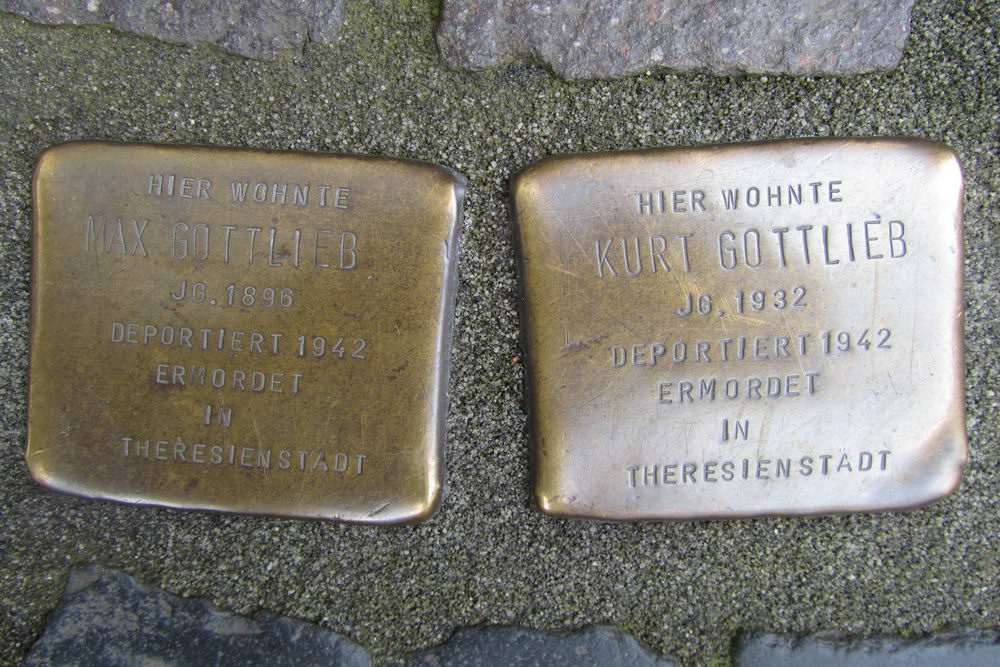 HIER WOHNTE
MAX GOTTLIEB
JG. 1896
DEPORTIERT 1942
ERMORDET
IN
THERESIENSTADT
HIER WOHNTE
KURT GOTTLIEB
JG. 1932
DEPORTIERT 1942
ERMORDET
IN
THERESIENSTADT